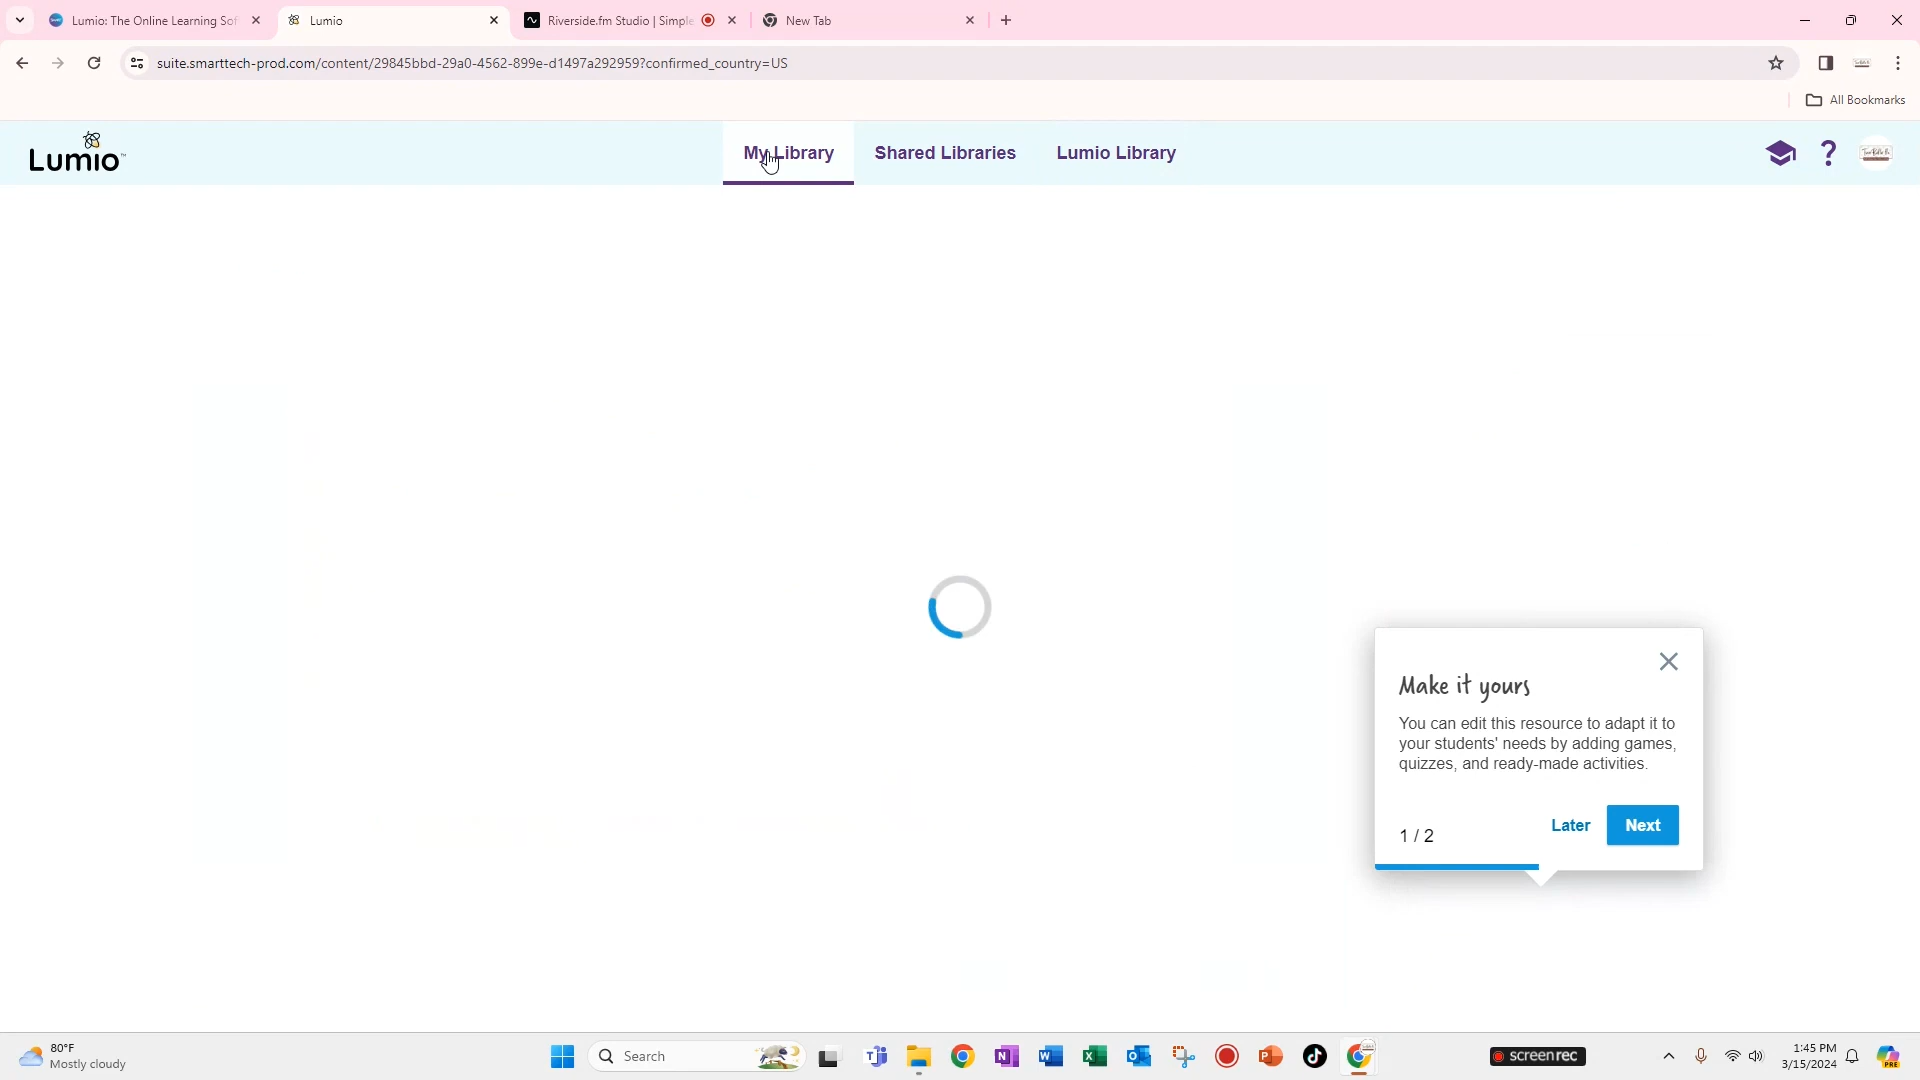 Lumio: The Online Learning Sof
Lumio
Riverside.fm Studio | Simple
New Tab
suite.smarttech-prod.com/content/29845bbd-29a0-4562-899e-d1497a292959?confirmed_country=US
All Bookmarks
Lumio
My Library
Shared Libraries
Lumio Library
?
Make it yours
You can edit this resource to adapt it to
your students' needs by adding games,
quizzes, and ready-made activities.
1 / 2
Later
Next
80°F
Mostly cloudy
Search
screenrec
1:45 PM
3/15/2024
PRE